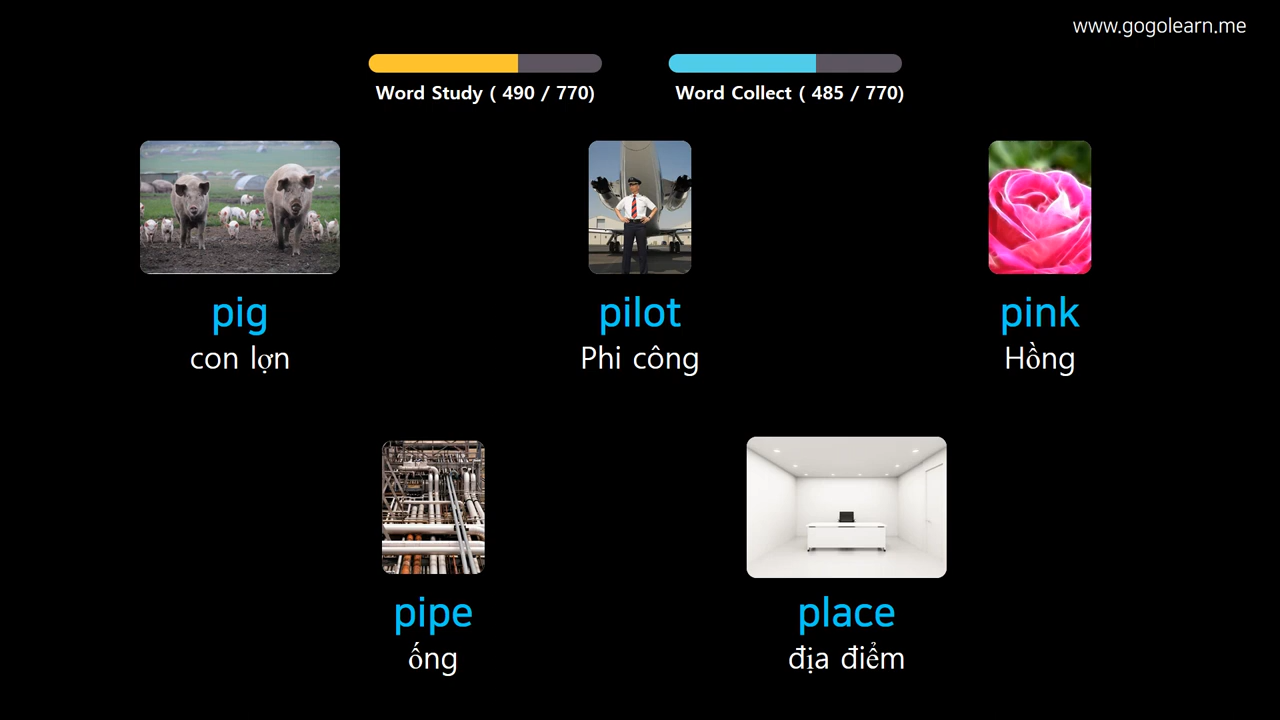 www.gogolearn.me
Word Study ( 490 / 770)
Word Collect ( 485 / 770)
pig
con lợn
pilot
Phi công
pink
Hồng
pipe
ống
place
địa điểm